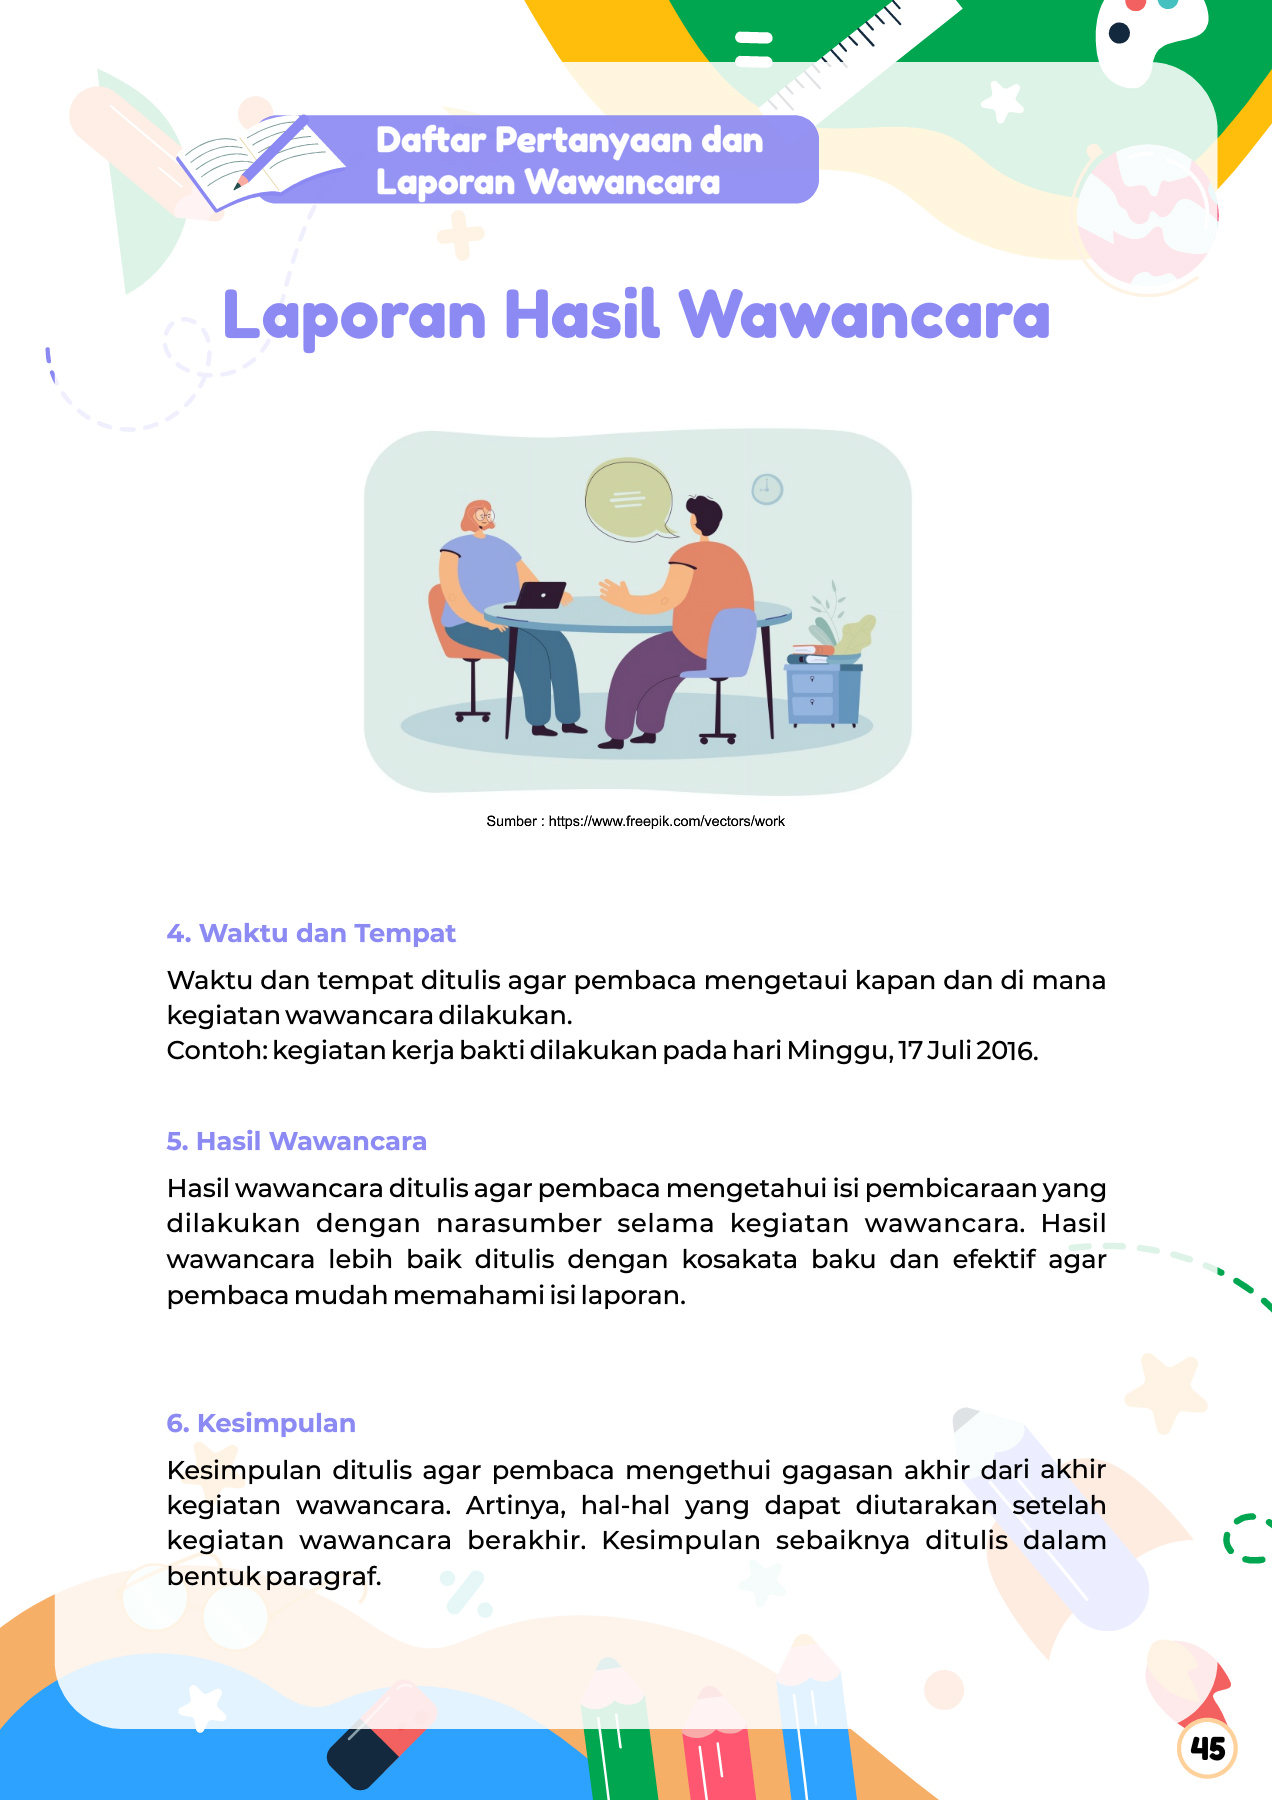 Daftar Pertanyaan dan
Laporan Wawancara
Laporan Hasil Wawancara
Sumber : https://www.freepik.com/vectors/work
4. Waktu dan Tempat
Waktu dan tempat ditulis agar pembaca mengetaui kapan dan di mana
kegiatan wawancara dilakukan.
Contoh: kegiatan kerja bakti dilakukan pada hari Minggu, 17 Juli 2016.
5. Hasil Wawancara
Hasil wawancara ditulis agar pembaca mengetahui isi pembicaraan yang
dilakukan dengan narasumber selama kegiatan wawancara. Hasil
wawancara lebih baik ditulis dengan kosakata baku dan efektif agar
pembaca mudah memahami isi laporan.
6. Kesimpulan
Kesimpulan ditulis agar pembaca mengethui gagasan akhir dari akhir
kegiatan wawancara. Artinya, hal-hal yang dapat diutarakan setelah
kegiatan wawancara berakhir. Kesimpulan sebaiknya ditulis dalam
bentuk paragraf.
45